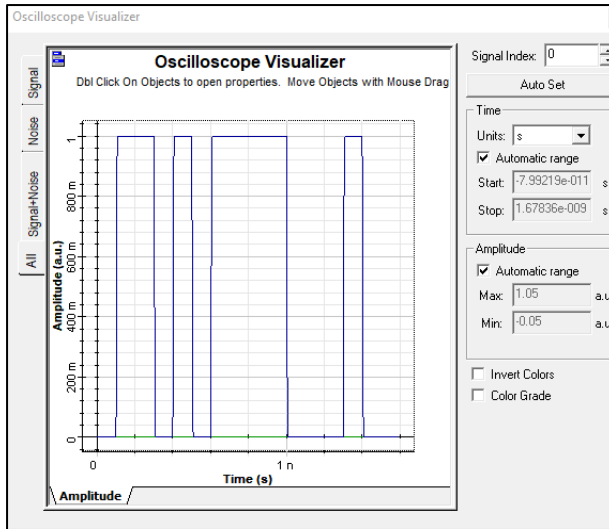 Oscilloscope Visualizer
Signal
Noise
Signal+Noise
All
Oscilloscope Visualizer
Dbl Click On Objects to open properties. Move Objects with Mouse Drag
Amplitude (a.u.)
1
800 m
600 m
400 m
200 m
0
0
1 n
Time (s)
Amplitude
Signal Index: 0
Auto Set
Time
Units: s
Automatic range
Start: -7.99219e-011 s
Stop: 1.67836e-009 s
Amplitude
Automatic range
Max: 1.05 a.u
Min: -0.05 a.u
Invert Colors
Color Grade